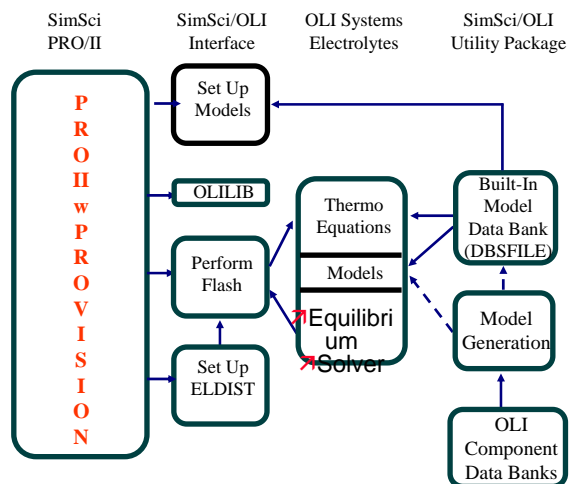 SimSci
PRO/II
SimSci/OLI
Interface
OLI Systems
Electrolytes
SimSci/OLI
Utility Package
P
R
O
II
w
P
R
O
V
I
S
I
O
N
Set Up
Models
OLILIB
Perform
Flash
Set Up
ELDIST
Thermo
Equations
Models
Equilibri
um
Solver
Built-In
Model
Data Bank
(DBSFILE)
Model
Generation
OLI
Component
Data Banks